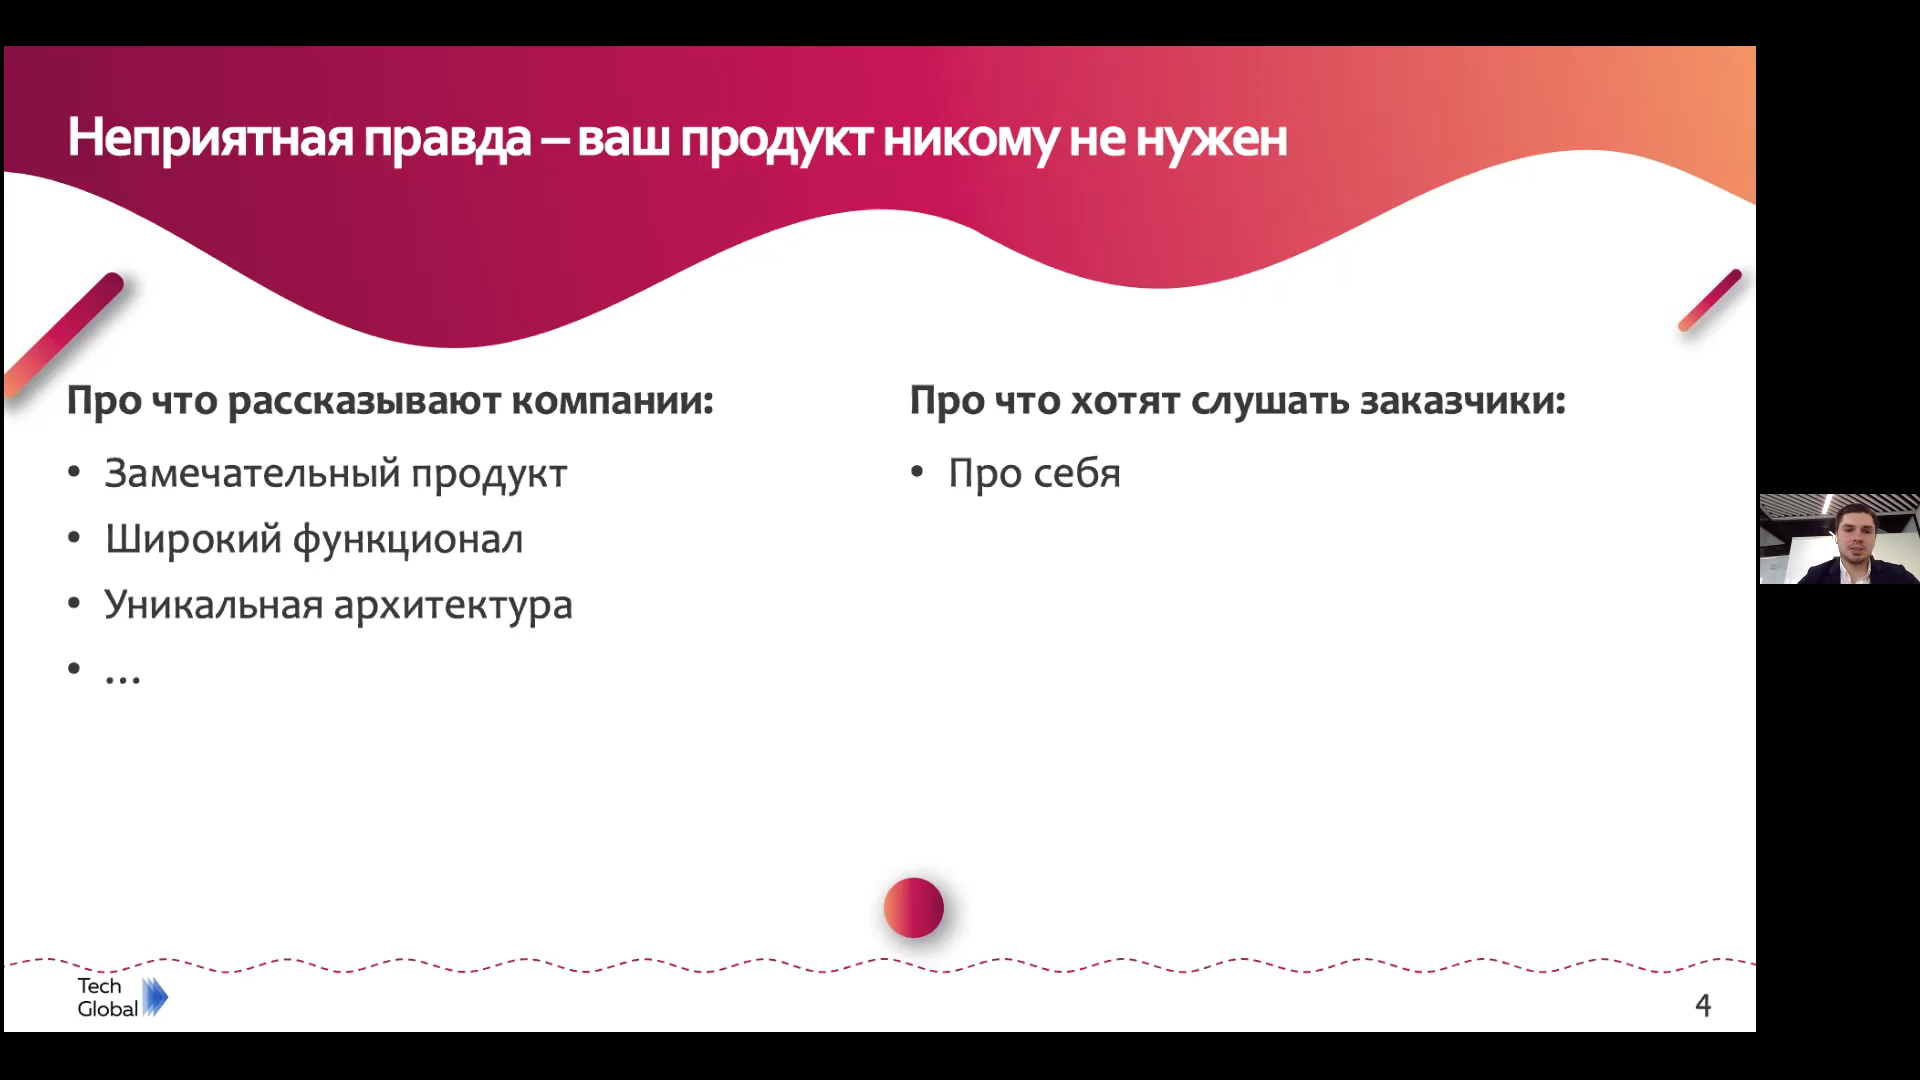 Неприятная правда – ваш продукт никому не нужен
Про что рассказывают компании:
• Замечательный продукт
• Широкий функционал
• Уникальная архитектура
• ...
Про что хотят слушать заказчики:
• Про себя
Tech
Global
4